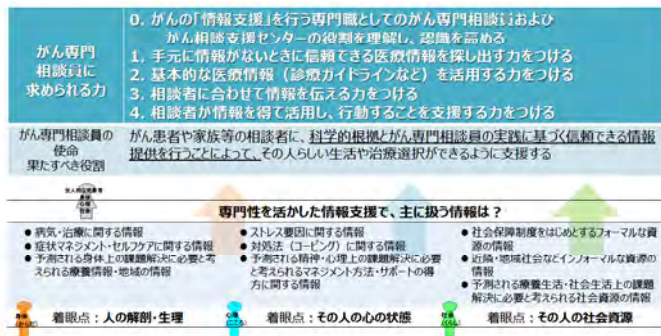 がん専門
相談員に
求められる力
0. がんの「情報支援」を行う専門職としてのがん専門相談員および
がん相談支援センターの役割を理解し、認識を高める
1. 手元に情報がないときに信頼できる医療情報を探し出す力をつける
2. 基本的な医療情報（診療ガイドラインなど）を活用する力をつける
3. 相談者に合わせて情報を伝える力をつける
4. 相談者が情報を得て活用し、行動することを支援する力をつける
がん専門相談員の
使命
果たすべき役割
がん患者や家族等の相談者に、科学的根拠とがん専門相談員の実践に基づく信頼できる情報
提供を行うことによって、その人らしい生活や治療選択ができるように支援する
専門性を活かした情報支援で、主に扱う情報は？
● 病気・治療に関する情報
● 症状マネジメント・セルフケアに関する情報
● 予測される身体上の課題解決に必要と考
えられる療養情報・地域の情報
● ストレス要因に関する情報
● 対処法（コーピング）に関する情報
● 予測される精神・心理上の課題解決に必要
と考えられるマネジメント方法・サポートの得
方に関する情報
● 社会保障制度をはじめとするフォーマルな資
源の情報
● 近隣・地域社会などインフォーマルな資源の
情報
● 予測される療養生活・社会生活上の課題
解決に必要と考えられる社会資源の情報
身体
（からだ）
着眼点：人の解剖・生理
心理
（こころ）
着眼点：その人の心の状態
社会
（くらし）
着眼点：その人の社会資源